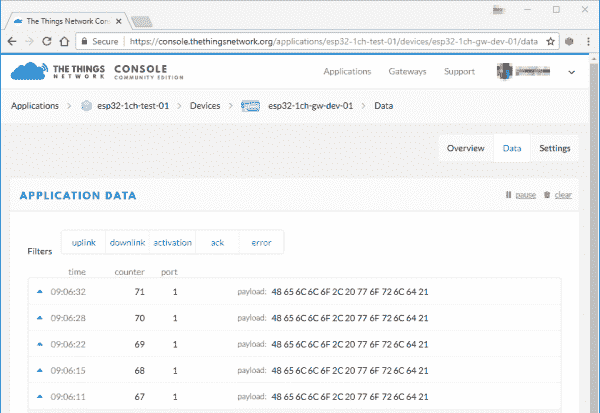 The Things Network Con
Secure https://console.thethingsnetwork.org/applications/esp32-1ch-test-01/devices/esp32-1ch-gw-dev-01/data
THE THINGS NETWORK CONSOLE COMMUNITY EDITION Applications Gateways Support
Applications > esp32-1ch-test-01 > Devices > esp32-1ch-gw-dev-01 > Data
Overview Data Settings
APPLICATION DATA pause clear
Filters uplink downlink activation ack error
time counter port
09:06:32 71 1 payload: 48 65 6C 6C 6F 2C 20 77 6F 72 6C 64 21
09:06:28 70 1 payload: 48 65 6C 6C 6F 2C 20 77 6F 72 6C 64 21
09:06:22 69 1 payload: 48 65 6C 6C 6F 2C 20 77 6F 72 6C 64 21
09:06:15 68 1 payload: 48 65 6C 6C 6F 2C 20 77 6F 72 6C 64 21
09:06:11 67 1 payload: 48 65 6C 6C 6F 2C 20 77 6F 72 6C 64 21